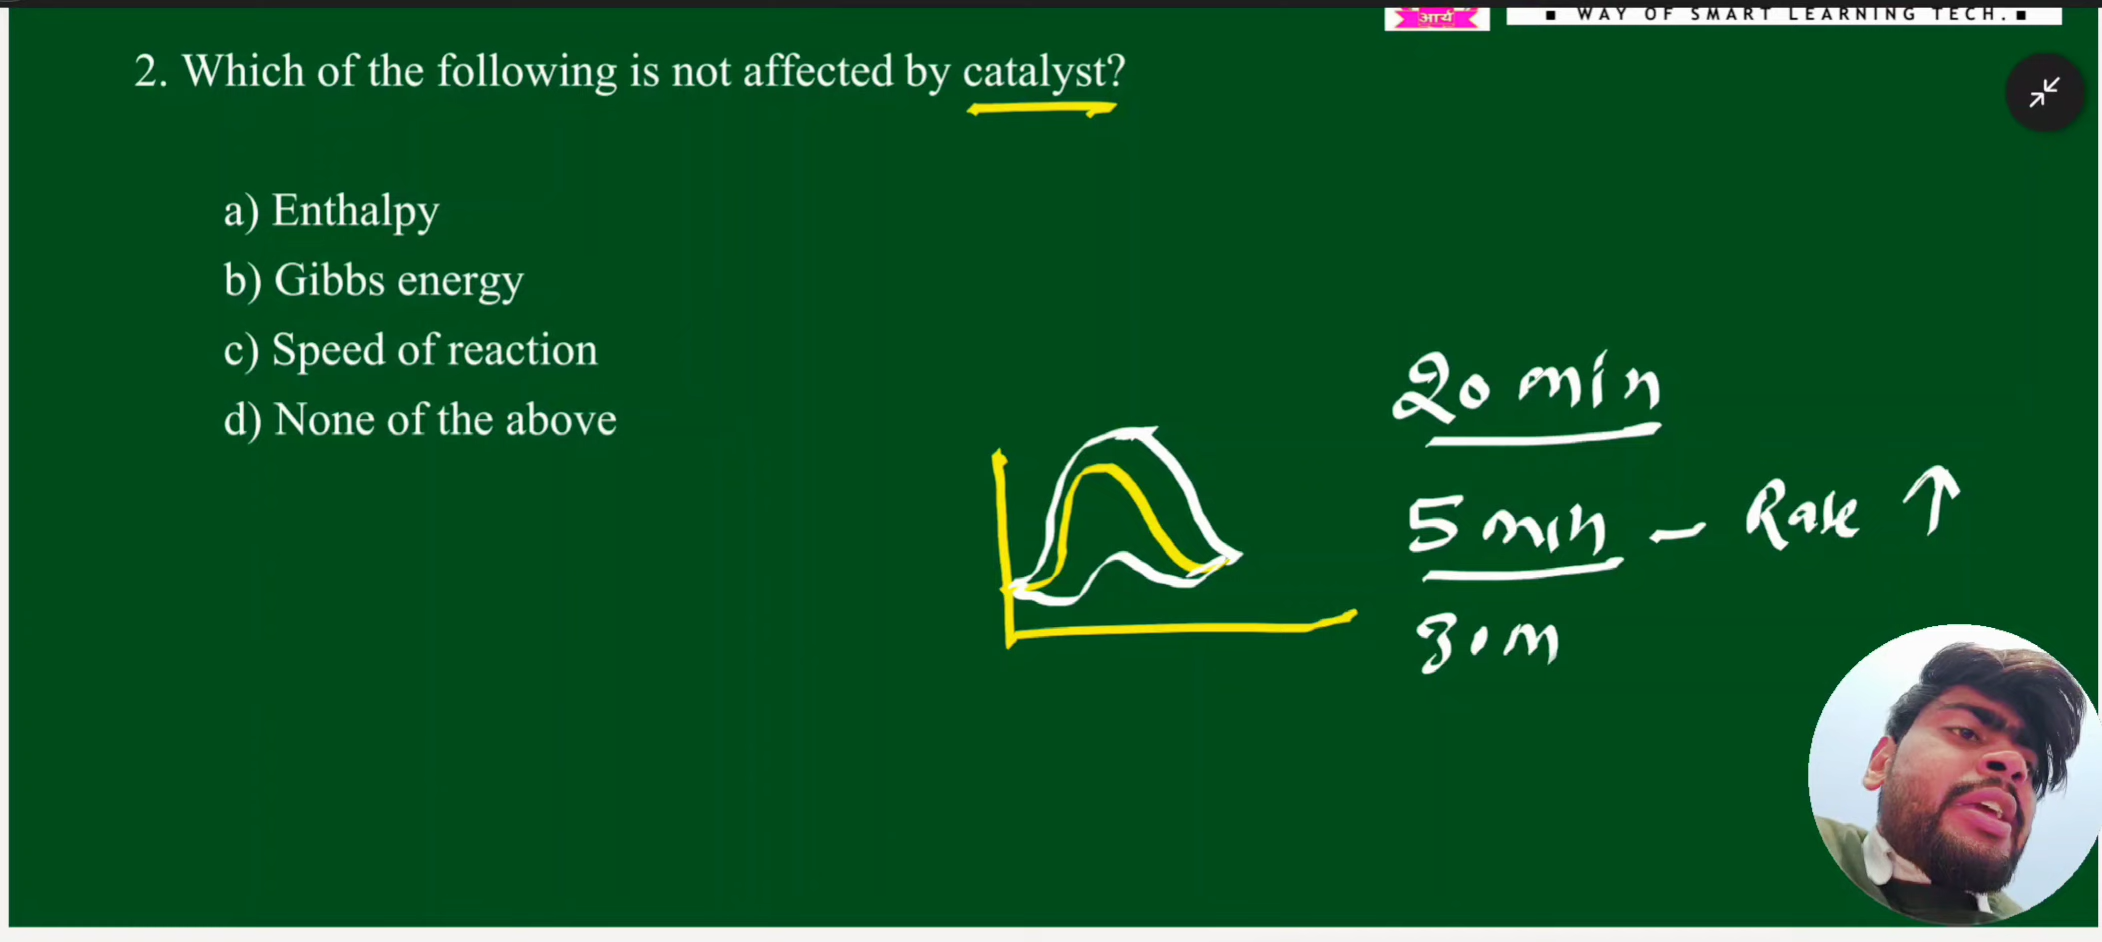 आर्य
▪ WAY OF SMART LEARNING TECH. ▪
2. Which of the following is not affected by catalyst?
a) Enthalpy
b) Gibbs energy
c) Speed of reaction
d) None of the above
20 min
5 min - Rate ↑